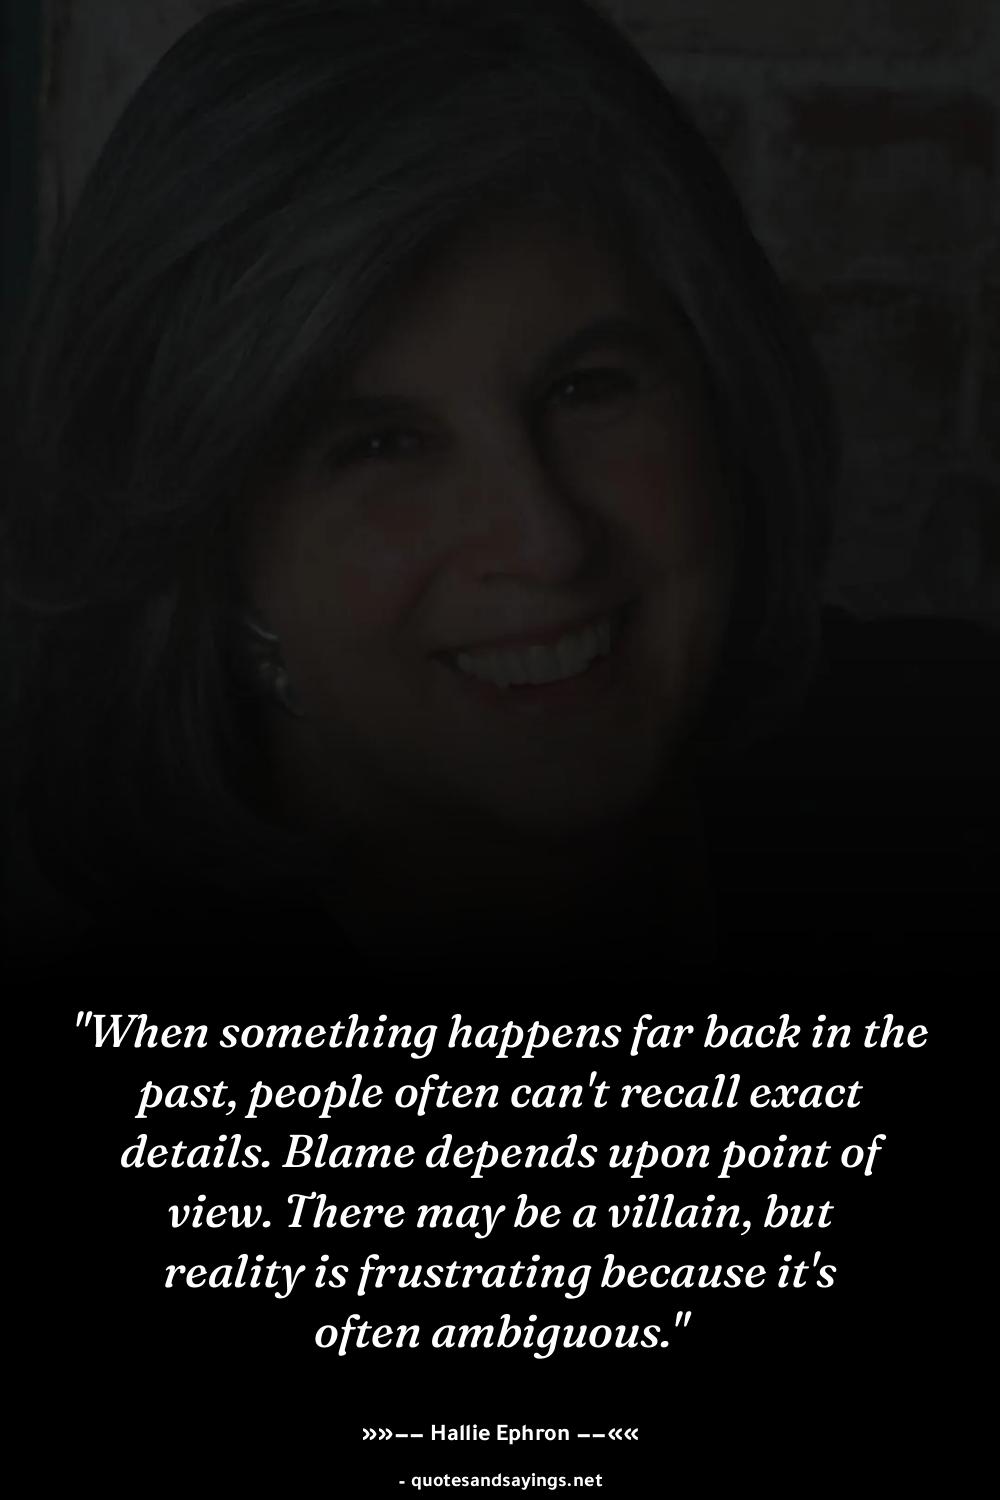 "When something happens far back in the
past, people often can't recall exact
details. Blame depends upon point of
view. There may be a villain, but
reality is frustrating because it's
often ambiguous."
»»−− Hallie Ephron −−««
- quotesandsayings.net